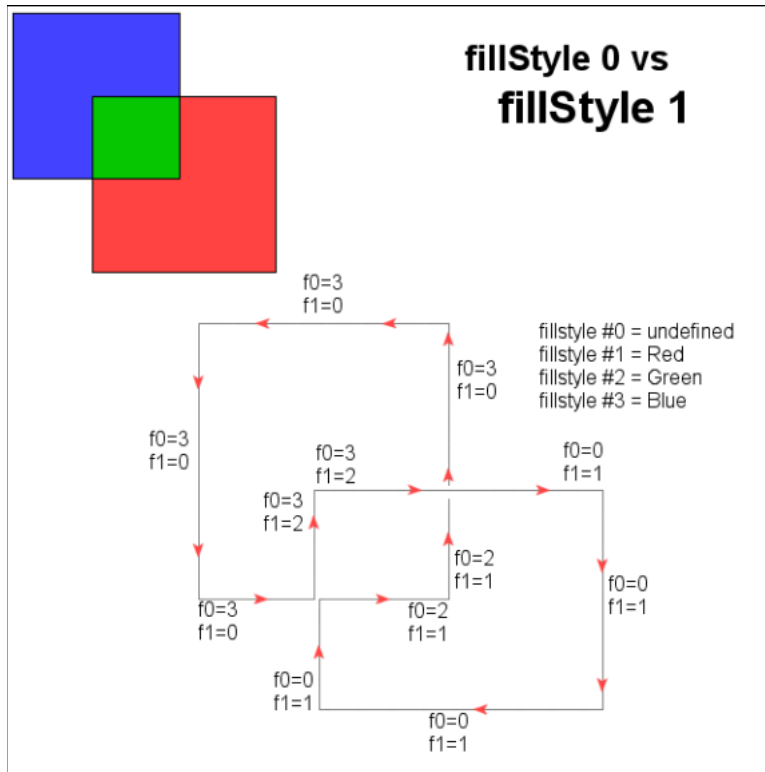 fillStyle 0 vs
fillStyle 1
f0=3
f1=0
fillstyle #0 = undefined
fillstyle #1 = Red
fillstyle #2 = Green
fillstyle #3 = Blue
f0=3
f1=0
f0=3
f1=0
f0=3
f1=2
f0=0
f1=1
f0=3
f1=2
f0=2
f1=1
f0=0
f1=1
f0=3
f1=0
f0=2
f1=1
f0=0
f1=1
f0=0
f1=1